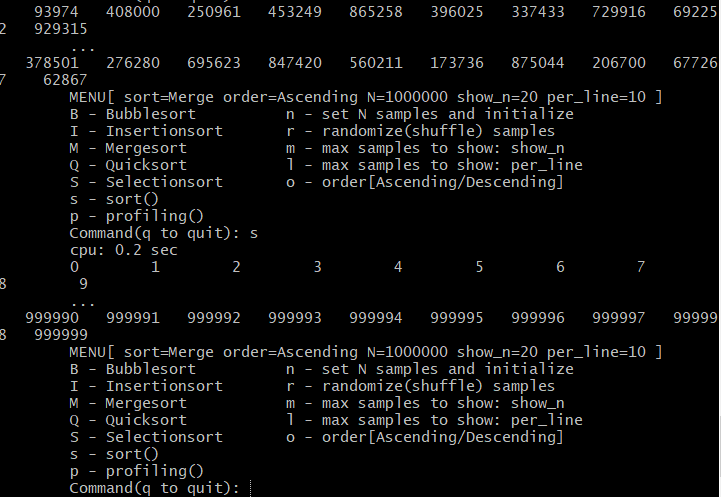 93974 408000 250961 453249 865258 396025 337433 729916 69225
2 929315
...
378501 276280 695623 847420 560211 173736 875044 206700 67726
7 62867
MENU[ sort=Merge order=Ascending N=1000000 show_n=20 per_line=10 ]
B - Bubblesort n - set N samples and initialize
I - Insertionsort r - randomize(shuffle) samples
M - Mergesort m - max samples to show: show_n
Q - Quicksort l - max samples to show: per_line
S - Selectionsort o - order[Ascending/Descending]
s - sort()
p - profiling()
Command(q to quit): s
cpu: 0.2 sec
0 1 2 3 4 5 6 7
8 9
...
999990 999991 999992 999993 999994 999995 999996 999997 99999
8 999999
MENU[ sort=Merge order=Ascending N=1000000 show_n=20 per_line=10 ]
B - Bubblesort n - set N samples and initialize
I - Insertionsort r - randomize(shuffle) samples
M - Mergesort m - max samples to show: show_n
Q - Quicksort l - max samples to show: per_line
S - Selectionsort o - order[Ascending/Descending]
s - sort()
p - profiling()
Command(q to quit):